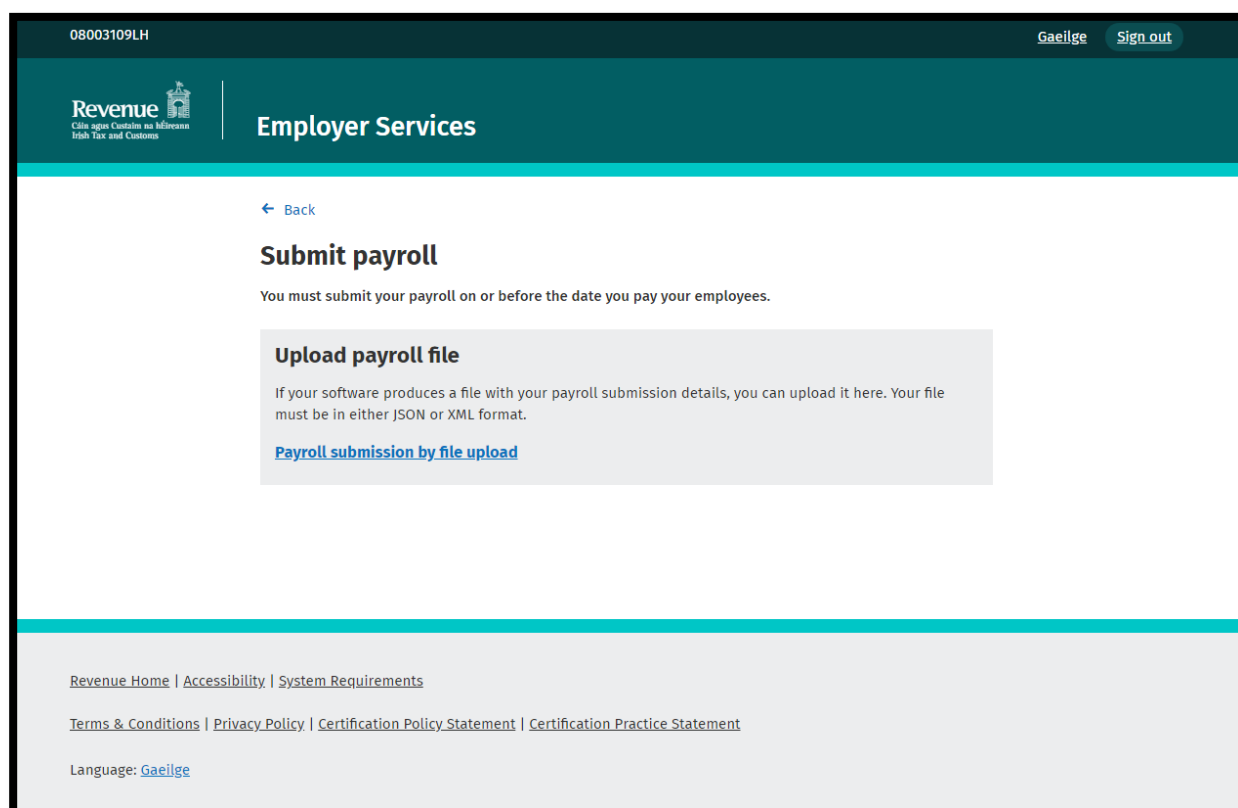 08003109LH
Gaeilge Sign out
Revenue
Cáin agus Custaim na hÉireann
Irish Tax and Customs
Employer Services
← Back
Submit payroll
You must submit your payroll on or before the date you pay your employees.
Upload payroll file
If your software produces a file with your payroll submission details, you can upload it here. Your file
must be in either JSON or XML format.
Payroll submission by file upload
Revenue Home | Accessibility | System Requirements
Terms & Conditions | Privacy Policy | Certification Policy Statement | Certification Practice Statement
Language: Gaeilge